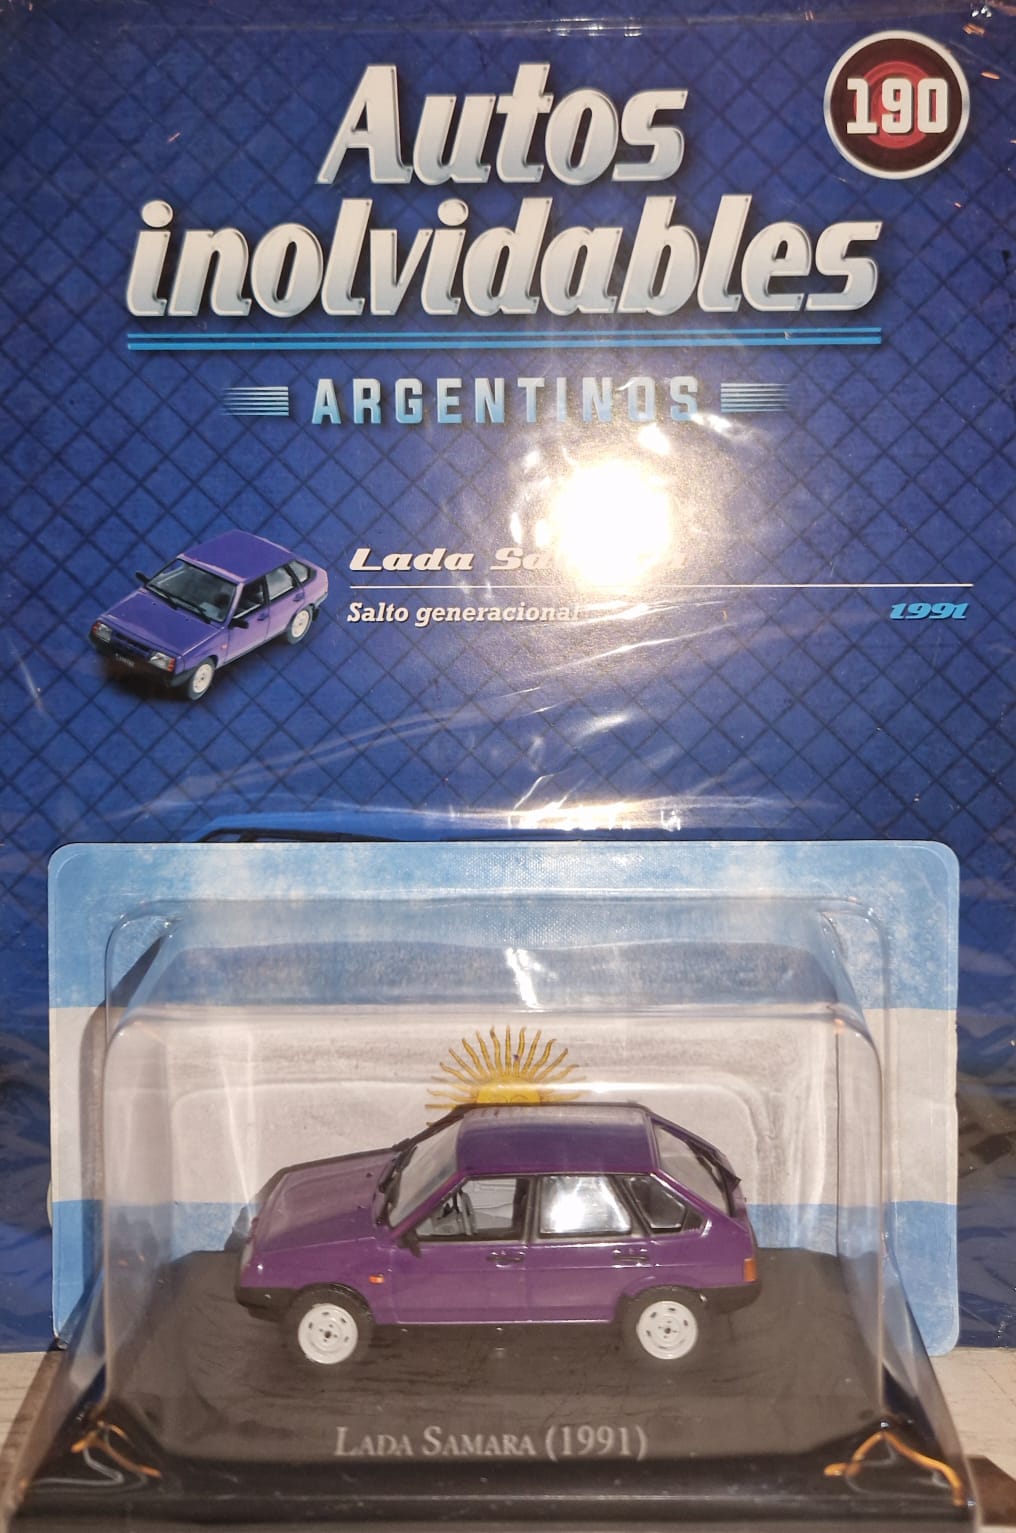 190
Autos
inolvidables
ARGENTINOS
Lada
Salto generacional
1991
LADA SAMARA (1991)